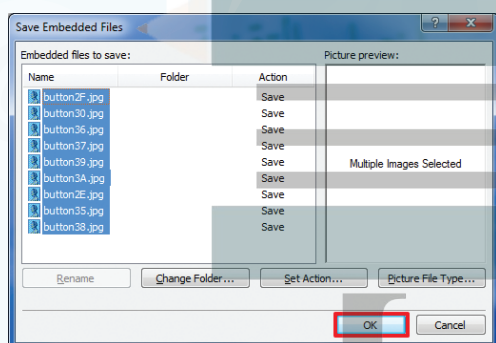 Save Embedded Files
Embedded files to save:
Picture preview:
Name Folder Action
button2F.jpg Save
button30.jpg Save
button36.jpg Save
button37.jpg Save
button39.jpg Save
button3A.jpg Save
button2E.jpg Save
button35.jpg Save
button38.jpg Save
Multiple Images Selected
Rename Change Folder... Set Action... Picture File Type...
OK Cancel